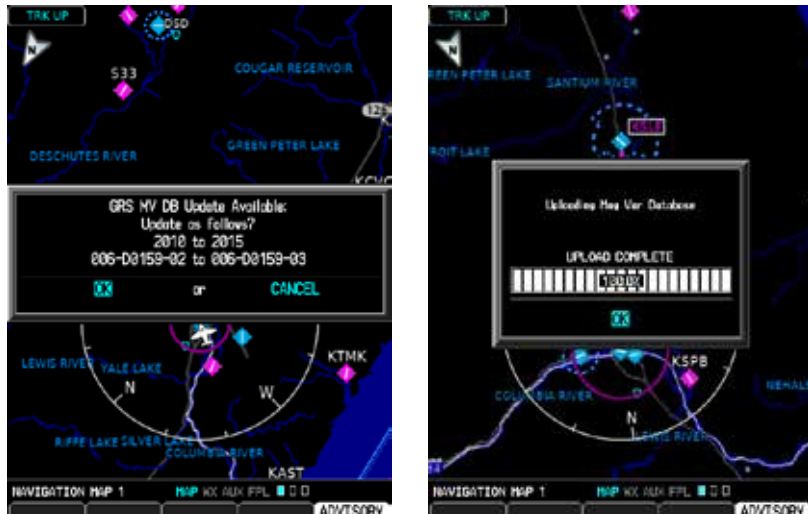 TRK UP
N
DSD
S33
COUGAR RESERVOIR
GREEN PETER LAKE
DESCHUTES RIVER
GRS MV DB Update Available:
Update as follows?
2010 to 2015
006-D0159-02 to 006-D0159-03
OK or CANCEL
LEWIS RIVER
YALE LAKE
KTMK
N
W
RIFFE LAKE
SILVER
COLUMBIA RIVER
KAST
NAVIGATION MAP 1
MAP WX AUX FPL
ADVISORY
TRK UP
N
GREEN PETER LAKE
SANTIUM RIVER
Uploading Mag Var Database
UPLOAD COMPLETE
100.0%
OK
KSPB
COLUMBIA RIVER
N
LEWIS RIVER
NAVIGATION MAP 1
MAP WX AUX FPL
ADVISORY